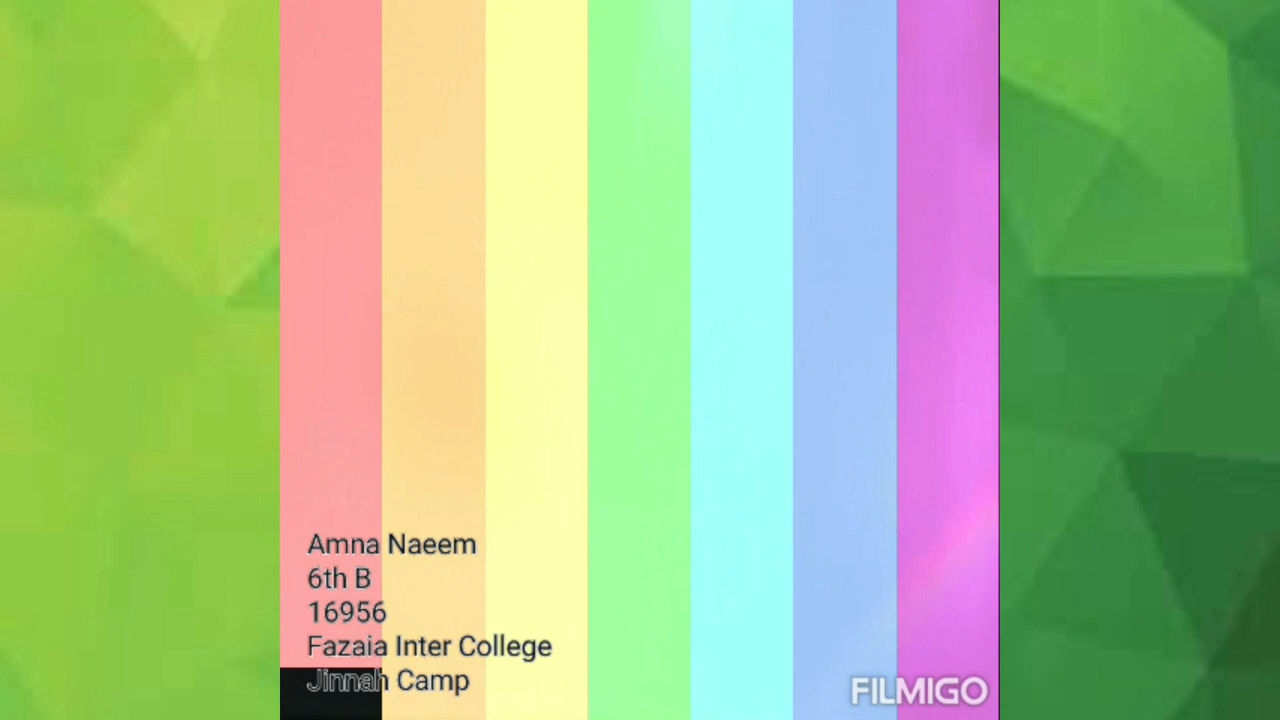 Amna Naeem
6th B
16956
Fazaia Inter College
Jinnah Camp
FILMIGO